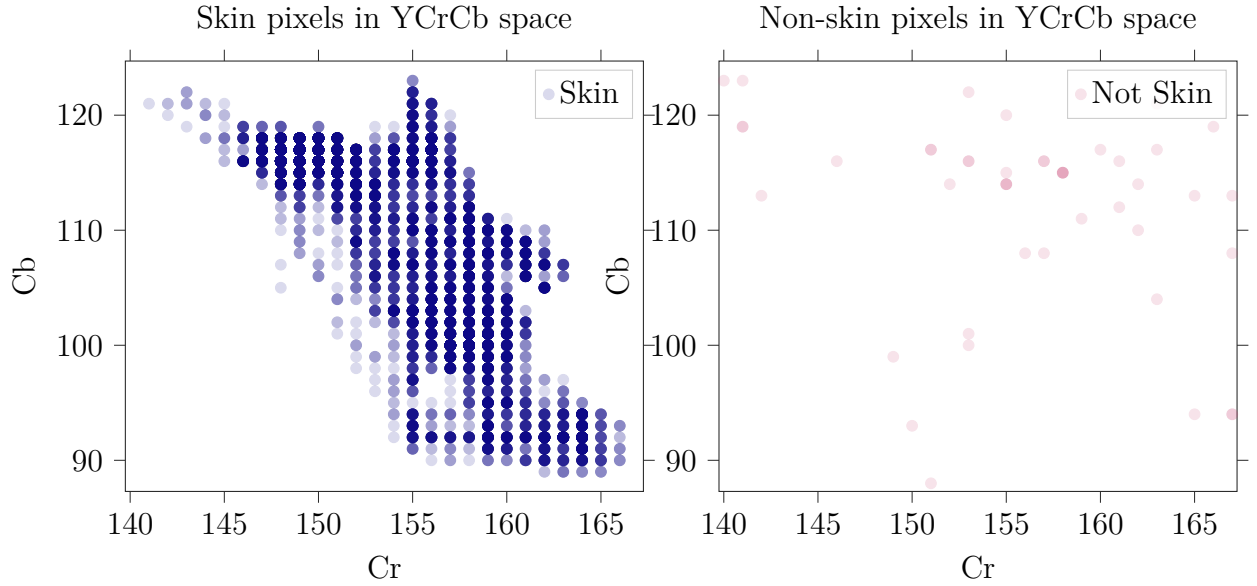 Skin pixels in YCrCb space
Skin
120
110
100
90
Cb
140
145
150
155
160
165
Cr
Non-skin pixels in YCrCb space
Not Skin
120
110
100
90
Cb
140
145
150
155
160
165
Cr